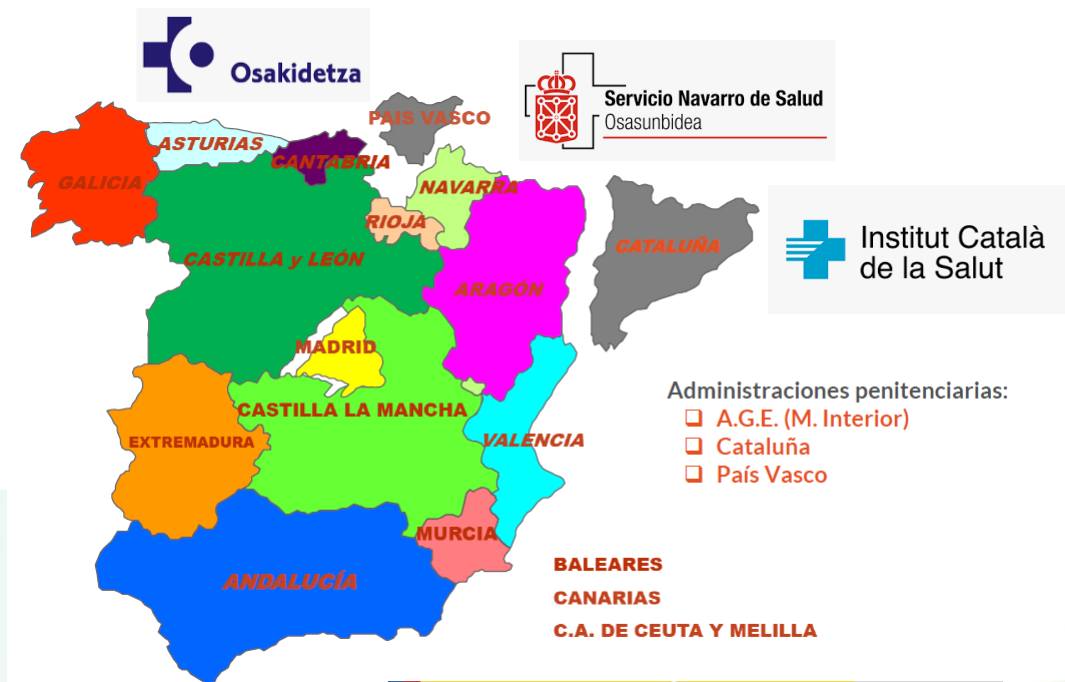 Osakidetza
Servicio Navarro de Salud
Osasunbidea
PAIS VASCO
ASTURIAS
CANTABRIA
GALICIA
NAVARRA
RIOJA
CATALUÑA
Institut Català
de la Salut
CASTILLA y LEÓN
ARAGÓN
MADRID
Administraciones penitenciarias:
❑ A.G.E. (M. Interior)
❑ Cataluña
❑ País Vasco
CASTILLA LA MANCHA
EXTREMADURA
VALENCIA
MURCIA
ANDALUCÍA
BALEARES
CANARIAS
C.A. DE CEUTA Y MELILLA